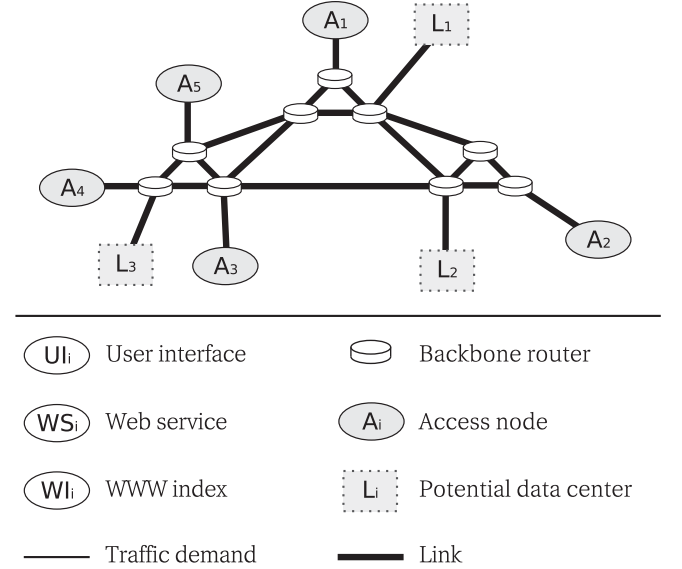 A1
L1
A5
A4
L3
A3
L2
A2
UIi User interface
Backbone router
WSi Web service
Ai Access node
WIi WWW index
Li Potential data center
Traffic demand
Link